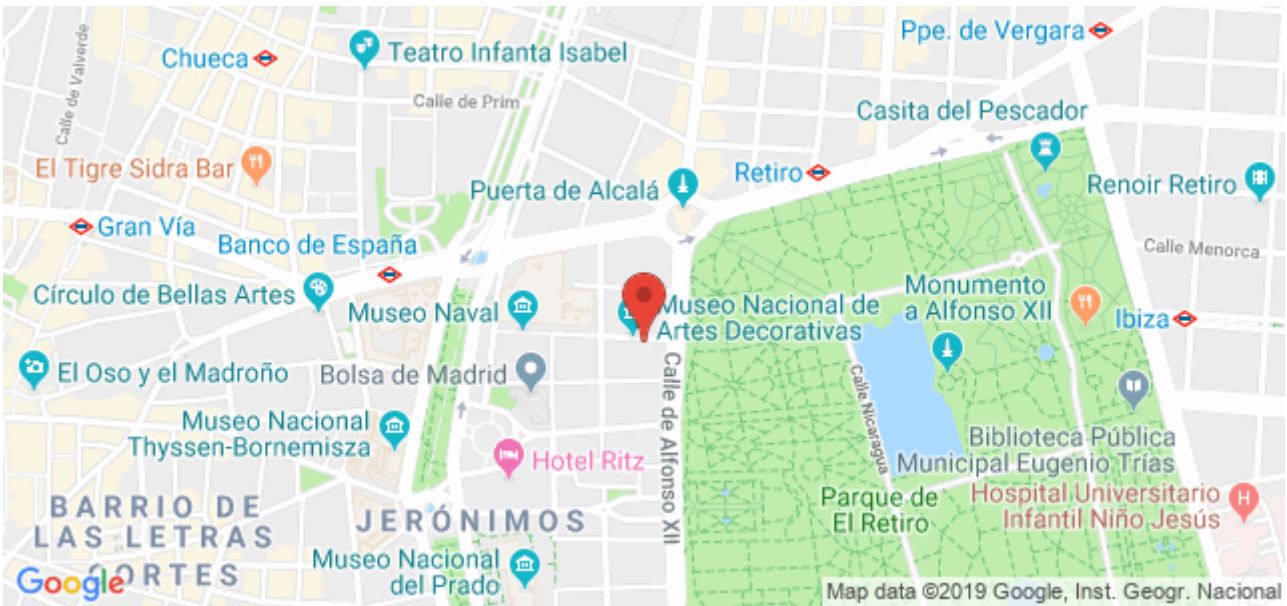 Ppe. de Vergara
Teatro Infanta Isabel
Chueca
Calle de Valverde
Calle de Prim
Casita del Pescador
El Tigre Sidra Bar
Retiro
Puerta de Alcalá
Renoir Retiro
Gran Vía
Banco de España
Calle Menorca
Círculo de Bellas Artes
Museo Naval
Museo Nacional de
Artes Decorativas
Monumento
a Alfonso XII
Ibiza
El Oso y el Madroño
Bolsa de Madrid
Calle de Alfonso XII
Calle Nicaragua
Museo Nacional
Thyssen-Bornemisza
Hotel Ritz
Biblioteca Pública
Municipal Eugenio Trías
Parque de
El Retiro
Hospital Universitario
Infantil Niño Jesús
BARRIO DE
LAS LETRAS
CORTES
JERÓNIMOS
Museo Nacional
del Prado
Google
Map data ©2019 Google, Inst. Geogr. Nacional